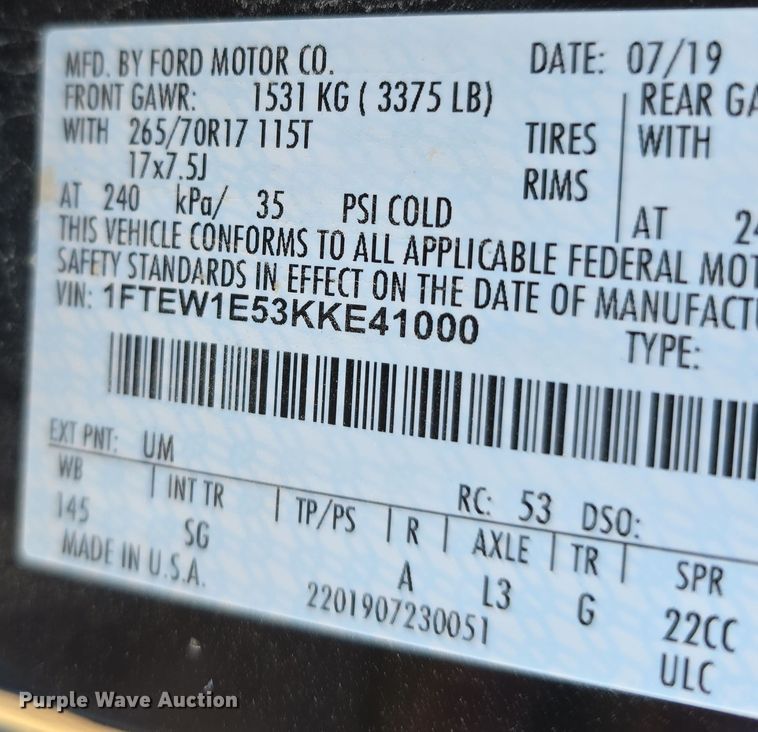 MFD. BY FORD MOTOR CO. DATE: 07/19
FRONT GAWR: 1531 KG ( 3375 LB) REAR GA
WITH 265/70R17 115T TIRES WITH
17x7.5J RIMS
AT 240 kPa/ 35 PSI COLD AT 24
THIS VEHICLE CONFORMS TO ALL APPLICABLE FEDERAL MOT
SAFETY STANDARDS IN EFFECT ON THE DATE OF MANUFACTU
VIN: 1FTEW1E53KKE41000
TYPE:
EXT PNT: UM RC: 53 DSO:
WB INT TR TP/PS R AXLE TR SPR
145 SG A L3 G 22CC
MADE IN U.S.A. 2201907230051 ULC
Purple Wave Auction